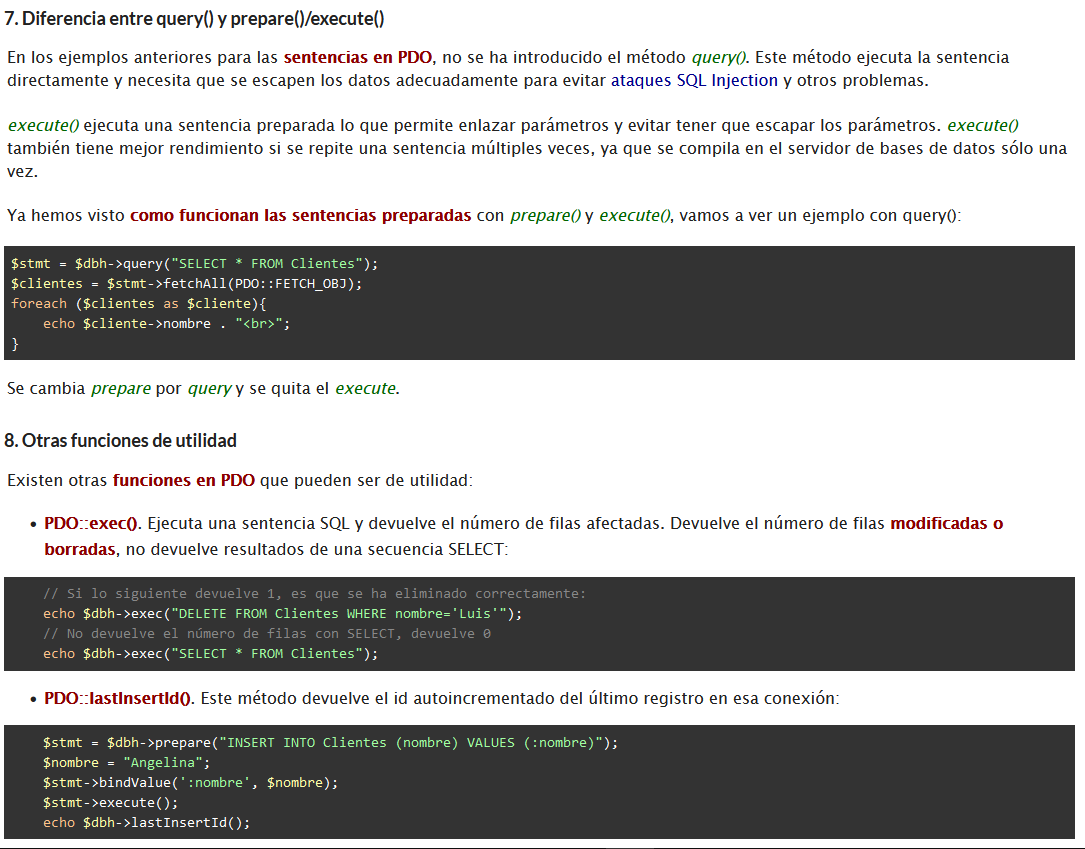 7. Diferencia entre query() y prepare()/execute()
En los ejemplos anteriores para las sentencias en PDO, no se ha introducido el método query(). Este método ejecuta la sentencia
directamente y necesita que se escapen los datos adecuadamente para evitar ataques SQL Injection y otros problemas.
execute() ejecuta una sentencia preparada lo que permite enlazar parámetros y evitar tener que escapar los parámetros. execute()
también tiene mejor rendimiento si se repite una sentencia múltiples veces, ya que se compila en el servidor de bases de datos sólo una
vez.
Ya hemos visto como funcionan las sentencias preparadas con prepare() y execute(), vamos a ver un ejemplo con query():
$stmt = $dbh->query("SELECT * FROM Clientes");
$clientes = $stmt->fetchAll(PDO::FETCH_OBJ);
foreach ($clientes as $cliente){
    echo $cliente->nombre . "<br>";
}
Se cambia prepare por query y se quita el execute.
8. Otras funciones de utilidad
Existen otras funciones en PDO que pueden ser de utilidad:
• PDO::exec(). Ejecuta una sentencia SQL y devuelve el número de filas afectadas. Devuelve el número de filas modificadas o
borradas, no devuelve resultados de una secuencia SELECT:
// Si lo siguiente devuelve 1, es que se ha eliminado correctamente:
echo $dbh->exec("DELETE FROM Clientes WHERE nombre='Luis'");
// No devuelve el número de filas con SELECT, devuelve 0
echo $dbh->exec("SELECT * FROM Clientes");
• PDO::lastInsertId(). Este método devuelve el id autoincrementado del último registro en esa conexión:
$stmt = $dbh->prepare("INSERT INTO Clientes (nombre) VALUES (:nombre)");
$nombre = "Angelina";
$stmt->bindValue(':nombre', $nombre);
$stmt->execute();
echo $dbh->lastInsertId();